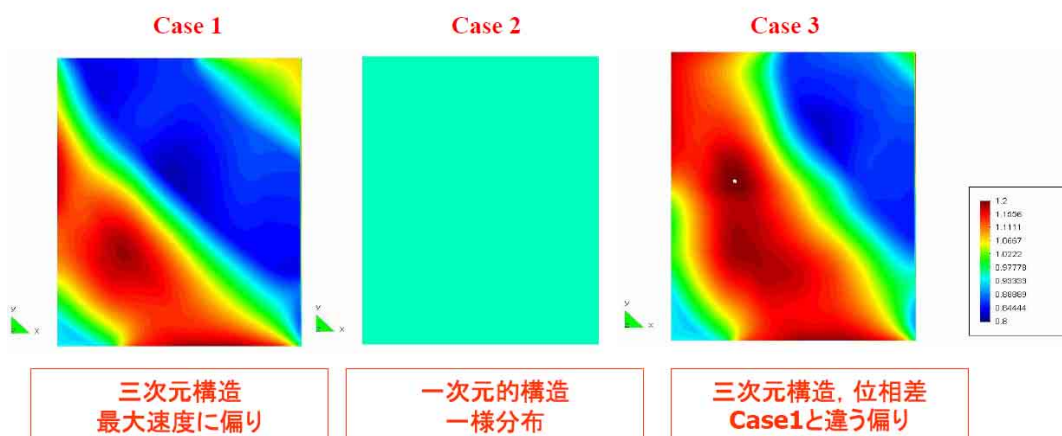 Case 1
Case 2
Case 3
y
x
y
x
y
x
1.2
1.1556
1.1111
1.0667
1.0222
0.97778
0.93333
0.88889
0.84444
0.8
三次元構造
最大速度に偏り
一次元的構造
一様分布
三次元構造, 位相差
Case1と違う偏り